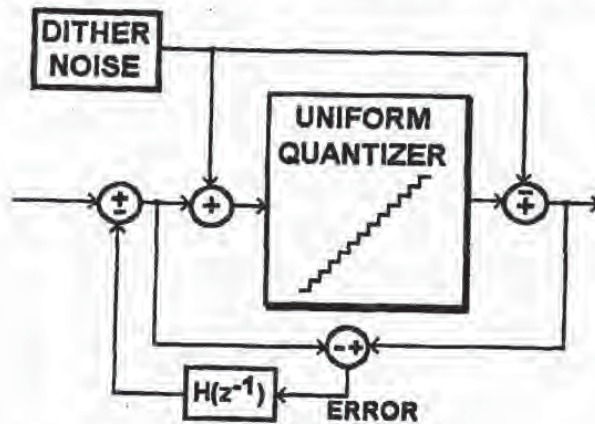 DITHER
NOISE
UNIFORM
QUANTIZER
+
-
+
-
+
- +
H(z⁻¹)
ERROR